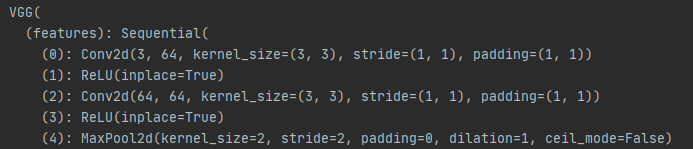 VGG(
  (features): Sequential(
    (0): Conv2d(3, 64, kernel_size=(3, 3), stride=(1, 1), padding=(1, 1))
    (1): ReLU(inplace=True)
    (2): Conv2d(64, 64, kernel_size=(3, 3), stride=(1, 1), padding=(1, 1))
    (3): ReLU(inplace=True)
    (4): MaxPool2d(kernel_size=2, stride=2, padding=0, dilation=1, ceil_mode=False)